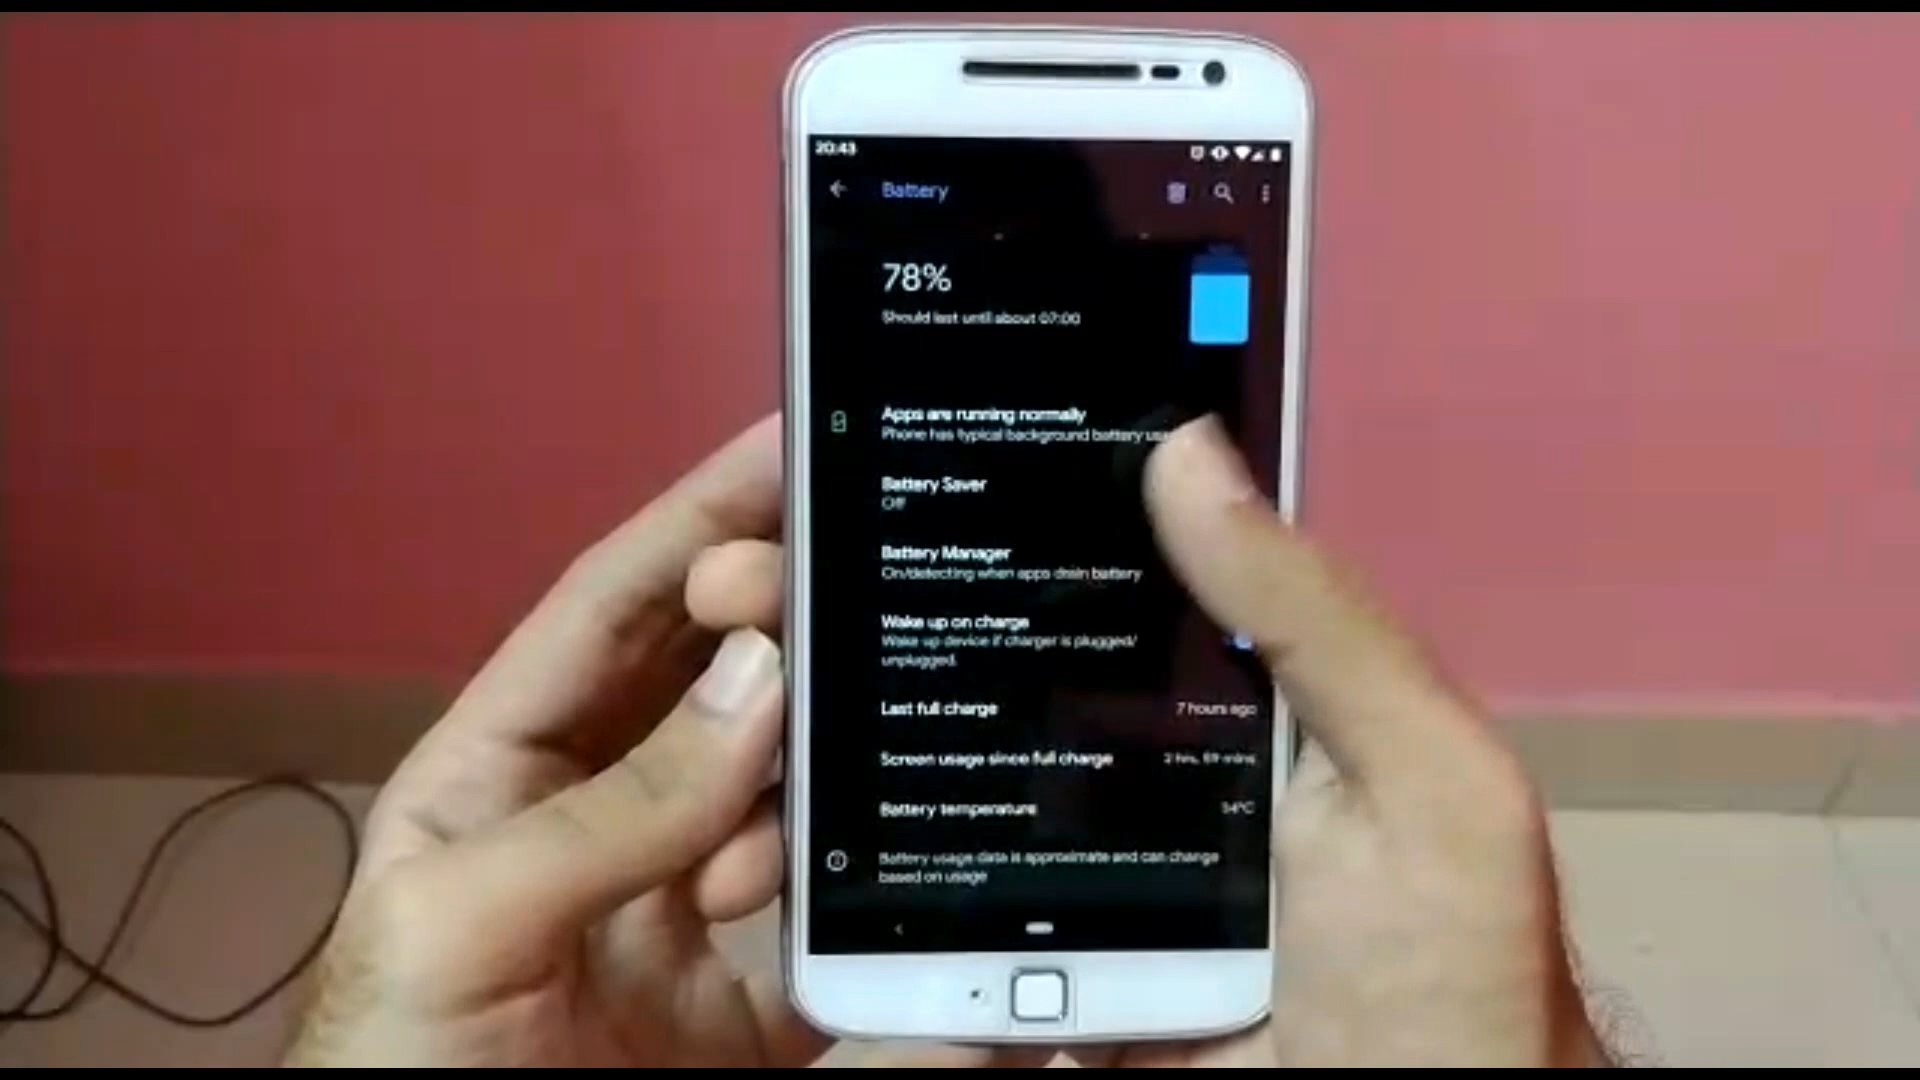 20:43
Battery
78%
Should last until about 07:00
Apps are running normally
Phone has typical background battery
Battery Saver
Off
Battery Manager
On/detecting when apps drain battery
Wake up on charge
Wake up device if charger is plugged/
unplugged.
Last full charge 7 hours ago
Screen usage since full charge 2 hrs, mins
Battery temperature
Battery usage data is approximate and can change
based on usage